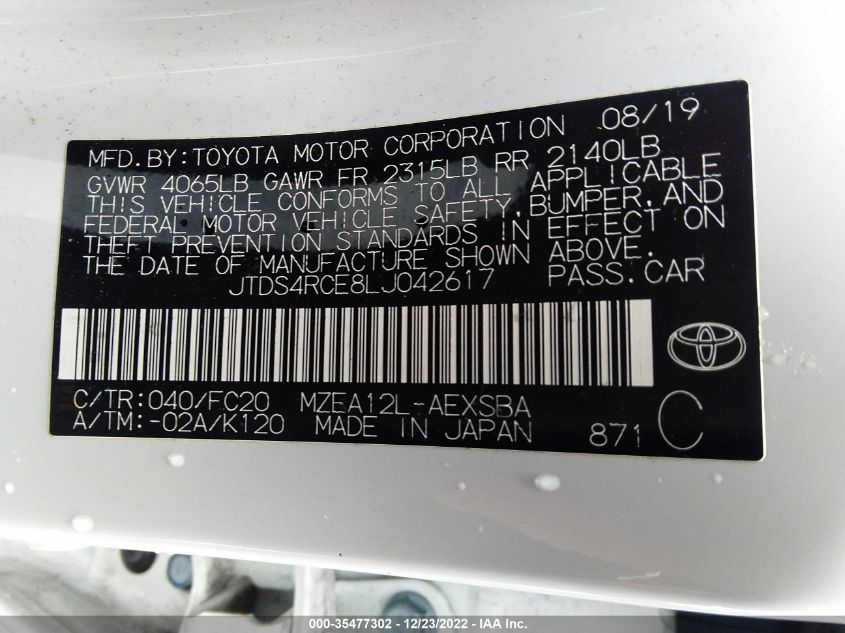 MFD.BY:TOYOTA MOTOR CORPORATION 08/19
GVWR 4065LB GAWR FR 2315LB RR 2140LB
THIS VEHICLE CONFORMS TO ALL APPLICABLE
FEDERAL MOTOR VEHICLE SAFETY,BUMPER,AND
THEFT PREVENTION STANDARDS IN EFFECT ON
THE DATE OF MANUFACTURE SHOWN ABOVE.
JTDS4RCE8LJ042617 PASS.CAR
C/TR:040/FC20 MZEA12L-AEXSBA
A/TM:-02A/K120 MADE IN JAPAN 871 C
000-35477302 - 12/23/2022 - IAA Inc.